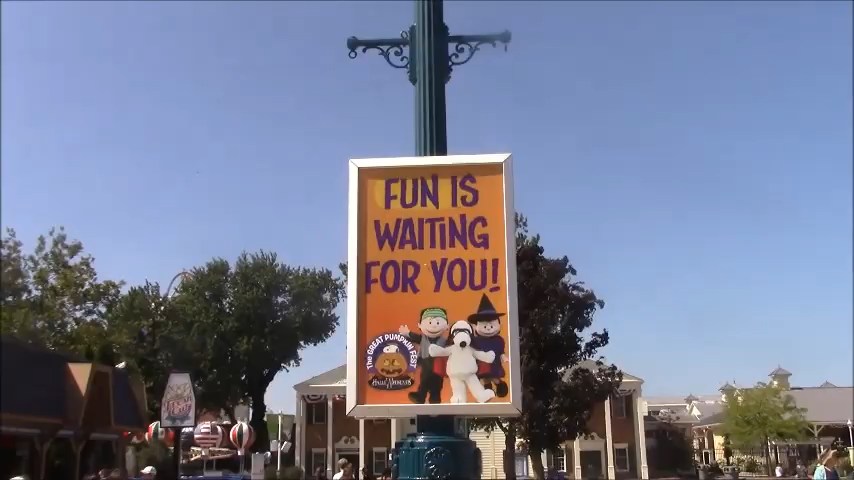 FUN IS
WAITING
FOR YOU!
The GREAT PUMPKIN FEST